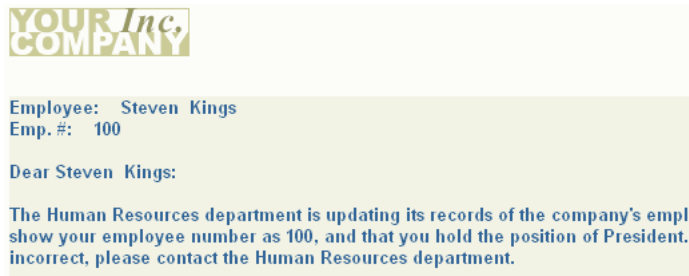 YOUR Inc.
COMPANY
Employee: Steven Kings
Emp. #: 100
Dear Steven Kings:
The Human Resources department is updating its records of the company's
show your employee number as 100, and that you hold the position of President.
incorrect, please contact the Human Resources department.